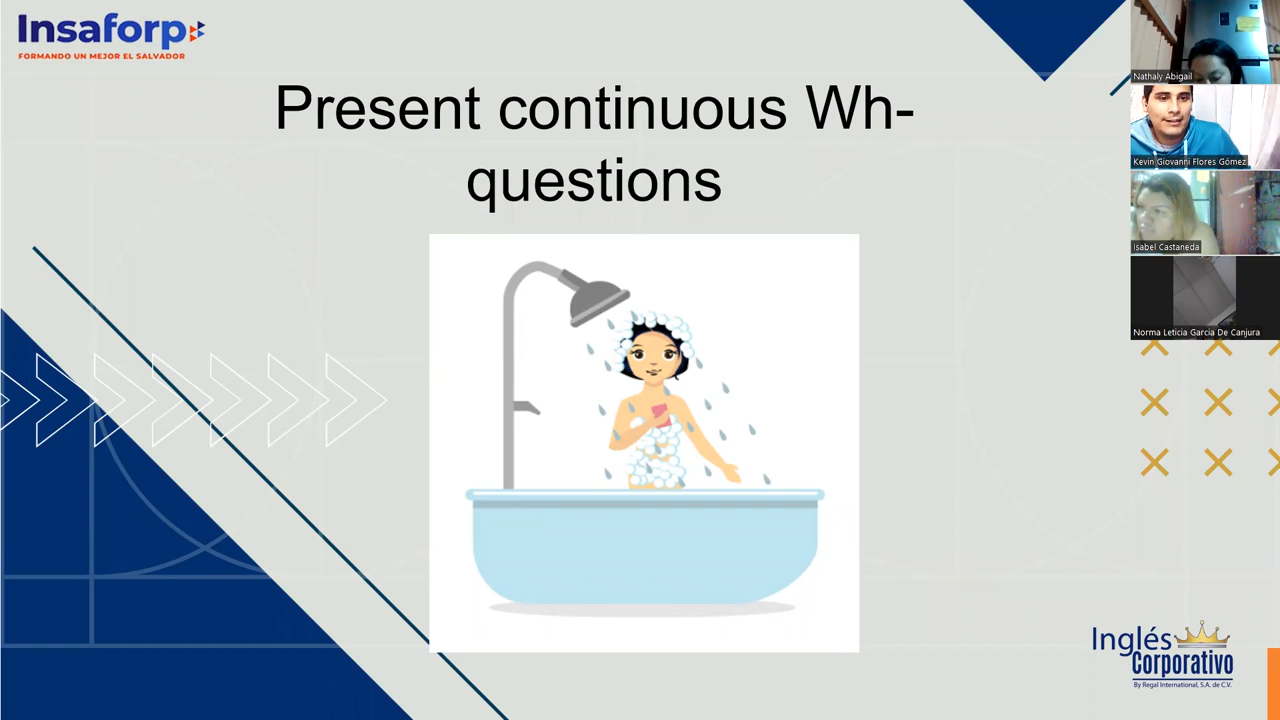 Insaforp
FORMANDO UN MEJOR EL SALVADOR
Present continuous Wh-
questions
Nathaly Abigail
Kevin Giovanni Flores Gómez
Isabel Castaneda
Norma Leticia Garcia De Canjura
Inglés
Corporativo
By Regal International, S.A. de C.V.